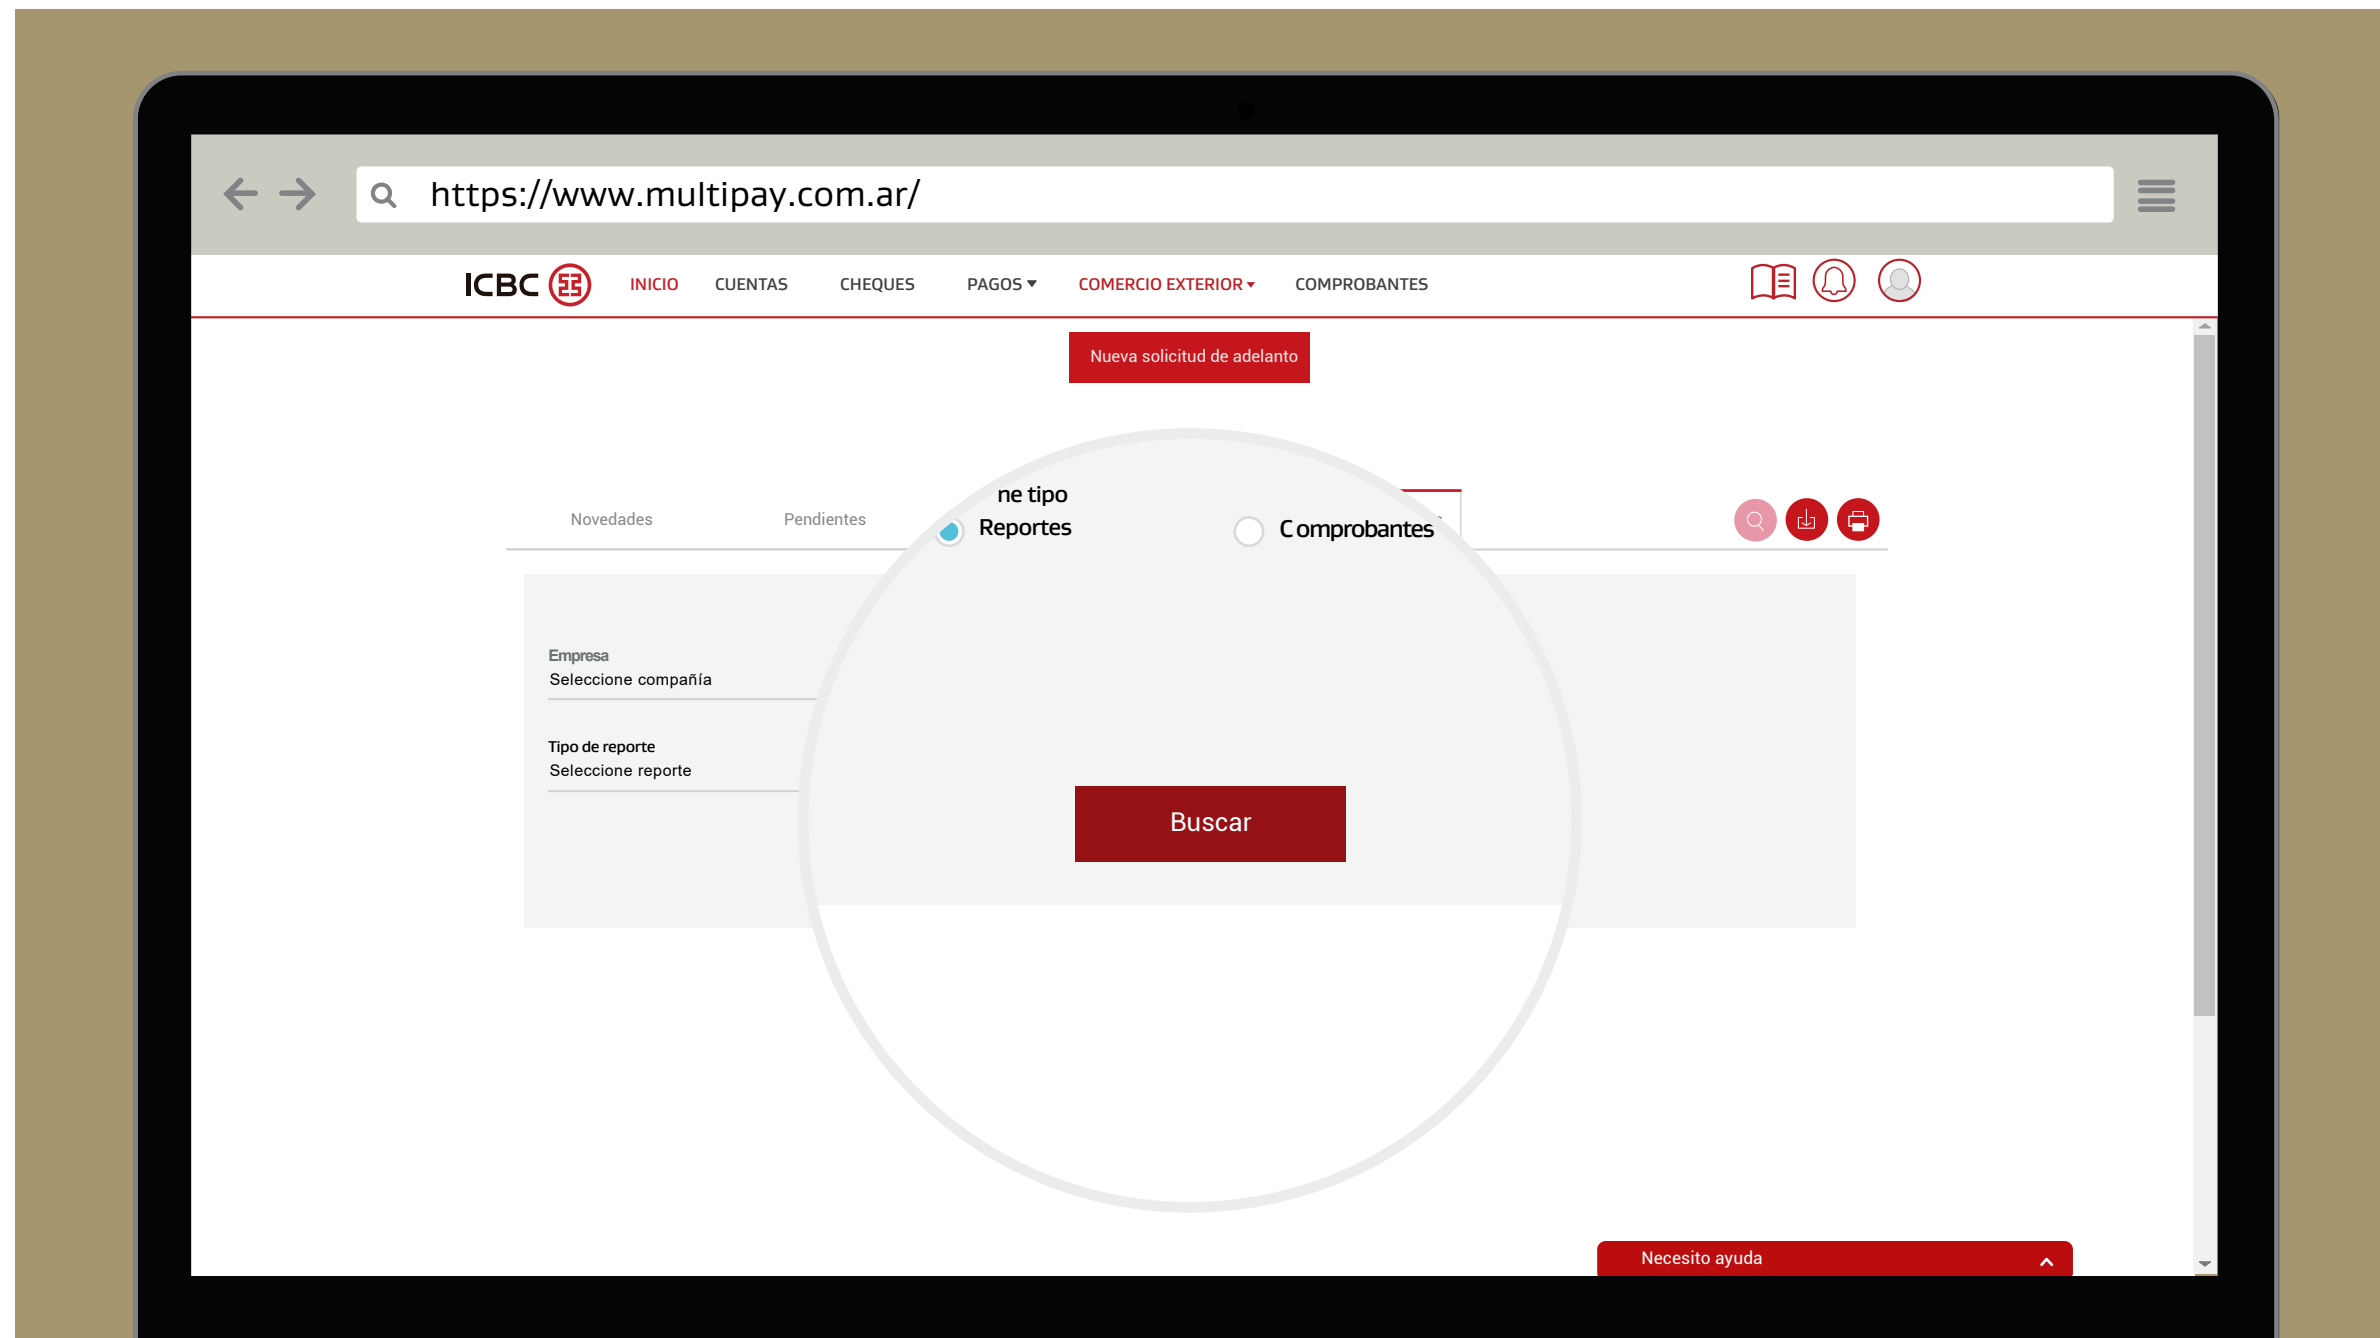 https://www.multipay.com.ar/
ICBC INICIO CUENTAS CHEQUES PAGOS COMERCIO EXTERIOR COMPROBANTES
Nueva solicitud de adelanto
ne tipo
Novedades Pendientes Reportes Comprobantes
Empresa
Seleccione compañía
Tipo de reporte
Seleccione reporte
Buscar
Necesito ayuda